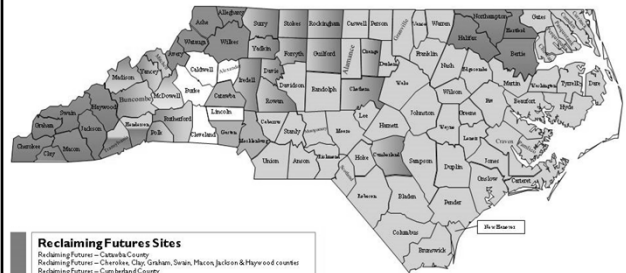 Alleghany
Ashe
Surry
Stokes
Rockingham
Caswell
Person
Granville
Vance
Warren
Northampton
Gates
Halifax
Hertford
Bertie
Watauga
Wilkes
Yadkin
Forsyth
Guilford
Alamance
Orange
Durham
Franklin
Nash
Edgecombe
Avery
Madison
Yancey
Caldwell
Alexander
Iredell
Davie
Davidson
Randolph
Chatham
Wake
Wilson
Martin
Washington
Tyrrell
Dare
Buncombe
McDowell
Burke
Catawba
Rowan
Johnston
Greene
Pitt
Beaufort
Hyde
Swain
Haywood
Rutherford
Lincoln
Cabarrus
Lee
Harnett
Wayne
Lenoir
Craven
Graham
Jackson
Henderson
Polk
Cleveland
Gaston
Mecklenburg
Stanly
Moore
Cherokee
Macon
Clay
Union
Anson
Richmond
Hoke
Cumberland
Sampson
Duplin
Jones
Onslow
Carteret
Robeson
Bladen
Pender
New Hanover
Columbus
Brunswick
Reclaiming Futures Sites
Reclaiming Futures – Catawba County
Reclaiming Futures – Cherokee, Clay, Graham, Swain, Macon, Jackson & Haywood counties
Reclaiming Futures – Cumberland County